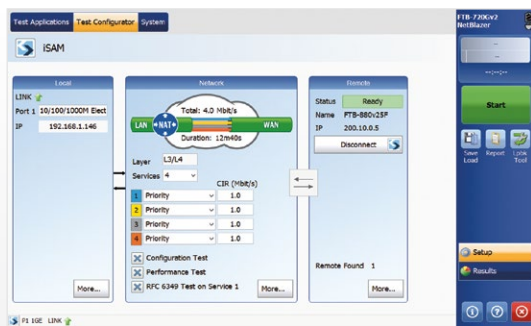 Test Applications Test Configurator System
FTB-720Gv2
NetBlazer
iSAM
--
--
--:--:--
Start
Save
Load
Report
Lpbk
Tool
Setup
Results
Local
LINK
Port 1 10/100/1000M Elect
IP 192.168.1.146
More...
Network
Total: 4.0 Mbit/s
LAN NAT WAN
Duration: 12m40s
Layer L3/L4
Services 4
CIR (Mbit/s)
1 Priority 1.0
2 Priority 1.0
3 Priority 1.0
4 Priority 1.0
Configuration Test
Performance Test
RFC 6349 Test on Service 1
More...
Remote
Status Ready
Name FTB-880v2SF
IP 200.10.0.5
Disconnect
Remote Found 1
More...
P1 1GE LINK